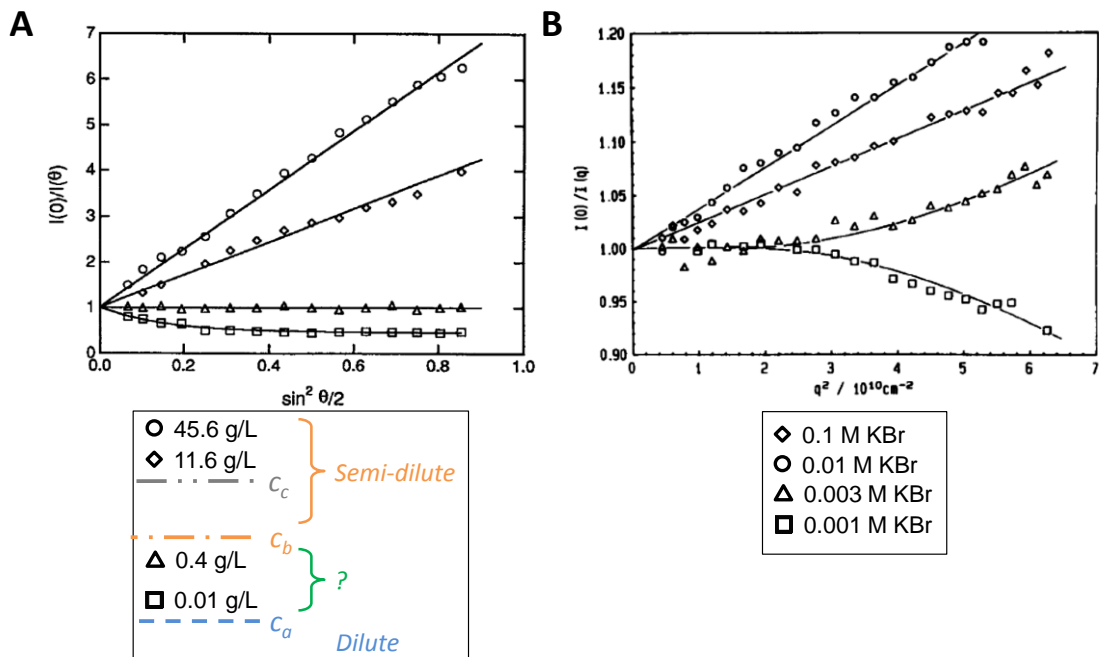 A
I(0)/I(θ)
7
6
5
4
3
2
1
0
0.0 0.2 0.4 0.6 0.8 1.0
sin² θ/2
45.6 g/L
11.6 g/L
Semi-dilute
c_c
c_b
0.4 g/L
?
0.01 g/L
c_a
Dilute
B
I(0)/I(q)
1.20
1.15
1.10
1.05
1.00
0.95
0.90
0 1 2 3 4 5 6 7
q² / 10¹⁰cm⁻²
0.1 M KBr
0.01 M KBr
0.003 M KBr
0.001 M KBr